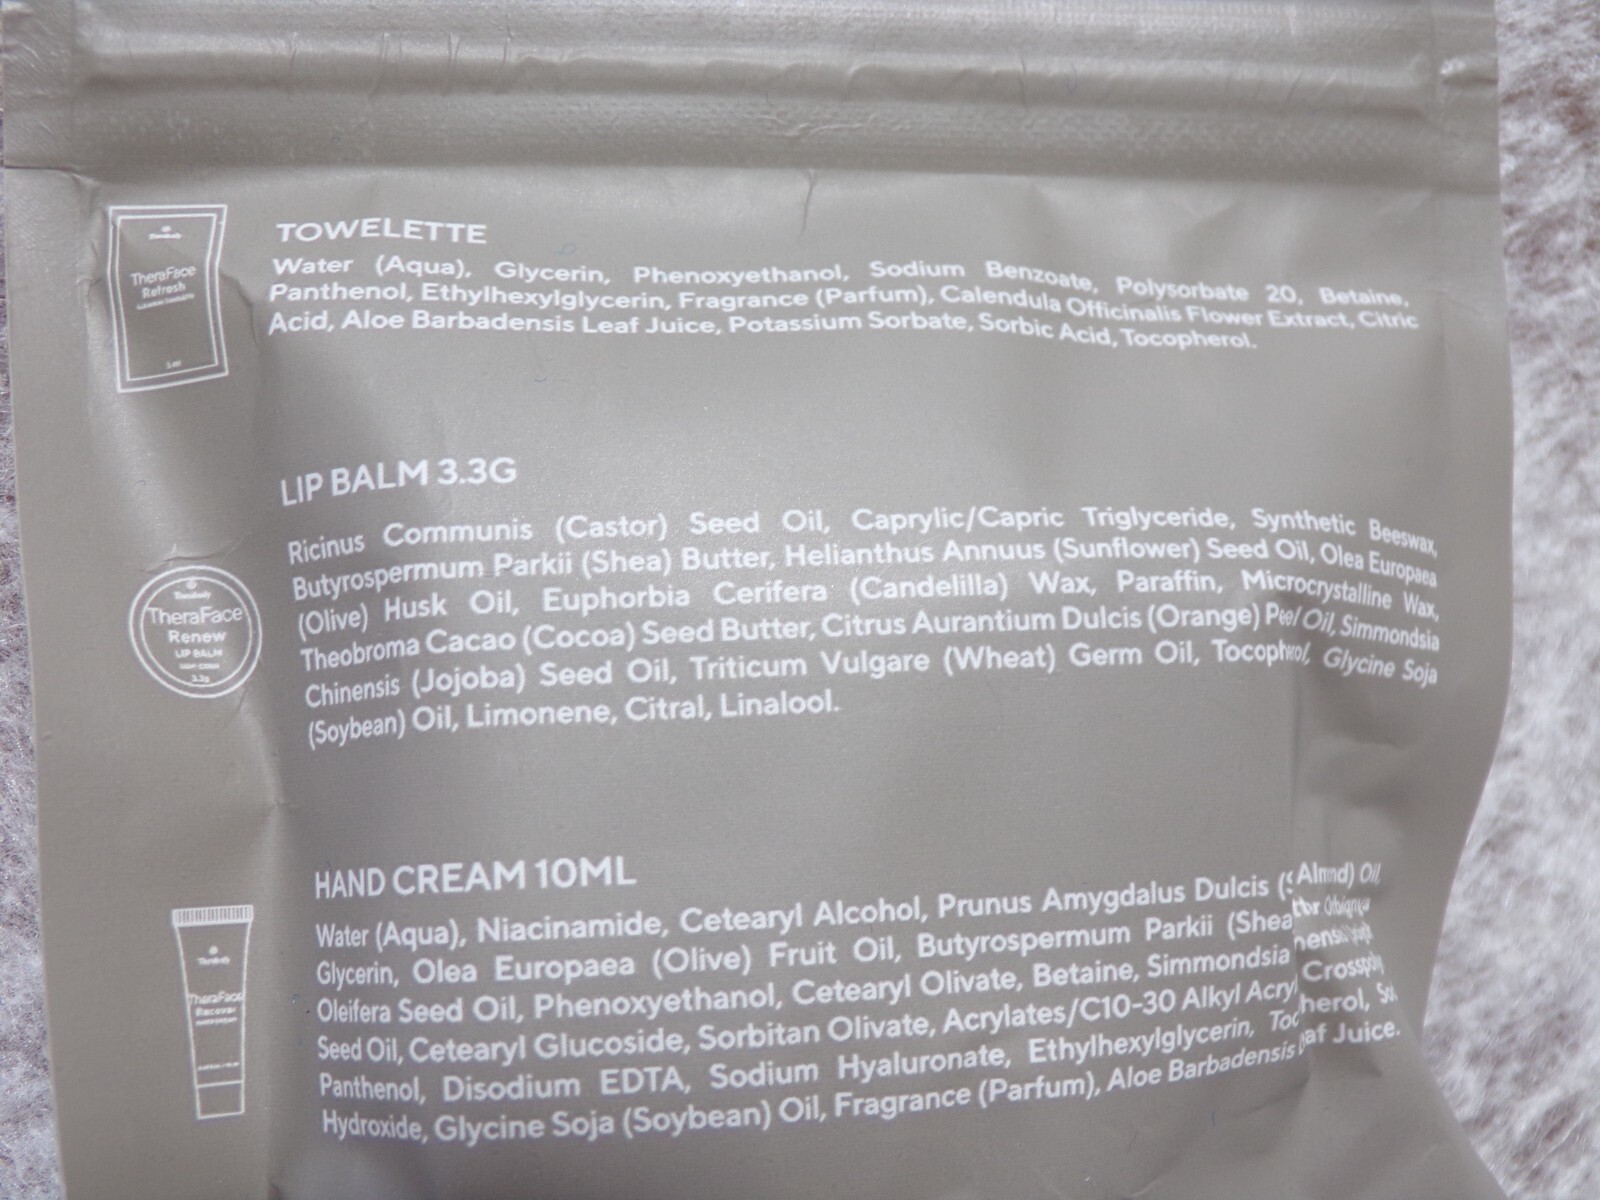 TOWELETTE
Water (Aqua), Glycerin, Phenoxyethanol, Sodium Benzoate, Polysorbate 20, Betaine,
Panthenol, Ethylhexylglycerin, Fragrance (Parfum), Calendula Officinalis Flower Extract, Citric
Acid, Aloe Barbadensis Leaf Juice, Potassium Sorbate, Sorbic Acid, Tocopherol.
Therabody
TheraFace
Refresh
LIP BALM 3.3G
Ricinus Communis (Castor) Seed Oil, Caprylic/Capric Triglyceride, Synthetic Beeswax,
Butyrospermum Parkii (Shea) Butter, Helianthus Annuus (Sunflower) Seed Oil, Olea Europaea
(Olive) Husk Oil, Euphorbia Cerifera (Candelilla) Wax, Paraffin, Microcrystalline Wax,
Theobroma Cacao (Cocoa) Seed Butter, Citrus Aurantium Dulcis (Orange) Peel Oil, Simmondsia
Chinensis (Jojoba) Seed Oil, Triticum Vulgare (Wheat) Germ Oil, Tocopherol, Glycine Soja
(Soybean) Oil, Limonene, Citral, Linalool.
Therabody
TheraFace
Renew
LIP BALM
3.3g
HAND CREAM 10ML
Water (Aqua), Niacinamide, Cetearyl Alcohol, Prunus Amygdalus Dulcis Oil,
Glycerin, Olea Europaea (Olive) Fruit Oil, Butyrospermum Parkii (Shea
Oleifera Seed Oil, Phenoxyethanol, Cetearyl Olivate, Betaine, Simmondsia
Seed Oil, Cetearyl Glucoside, Sorbitan Olivate, Acrylates/C10-30 Alkyl
Panthenol, Disodium EDTA, Sodium Hyaluronate, Ethylhexylglycerin,
Hydroxide, Glycine Soja (Soybean) Oil, Fragrance (Parfum), Aloe Barbadensis Juice.
Therabody
TheraFace
Recover